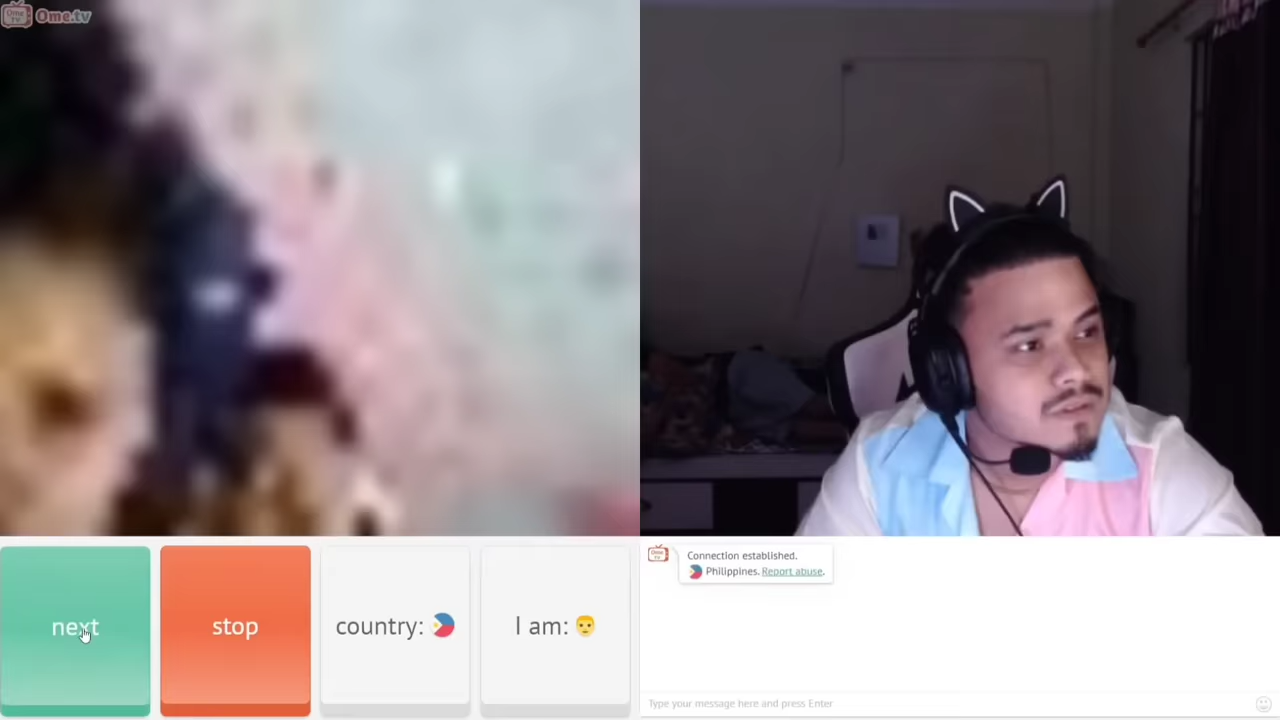 Ome.tv
next
stop
country:
I am:
Connection established.
Philippines. Report abuse.
Type your message here and press Enter